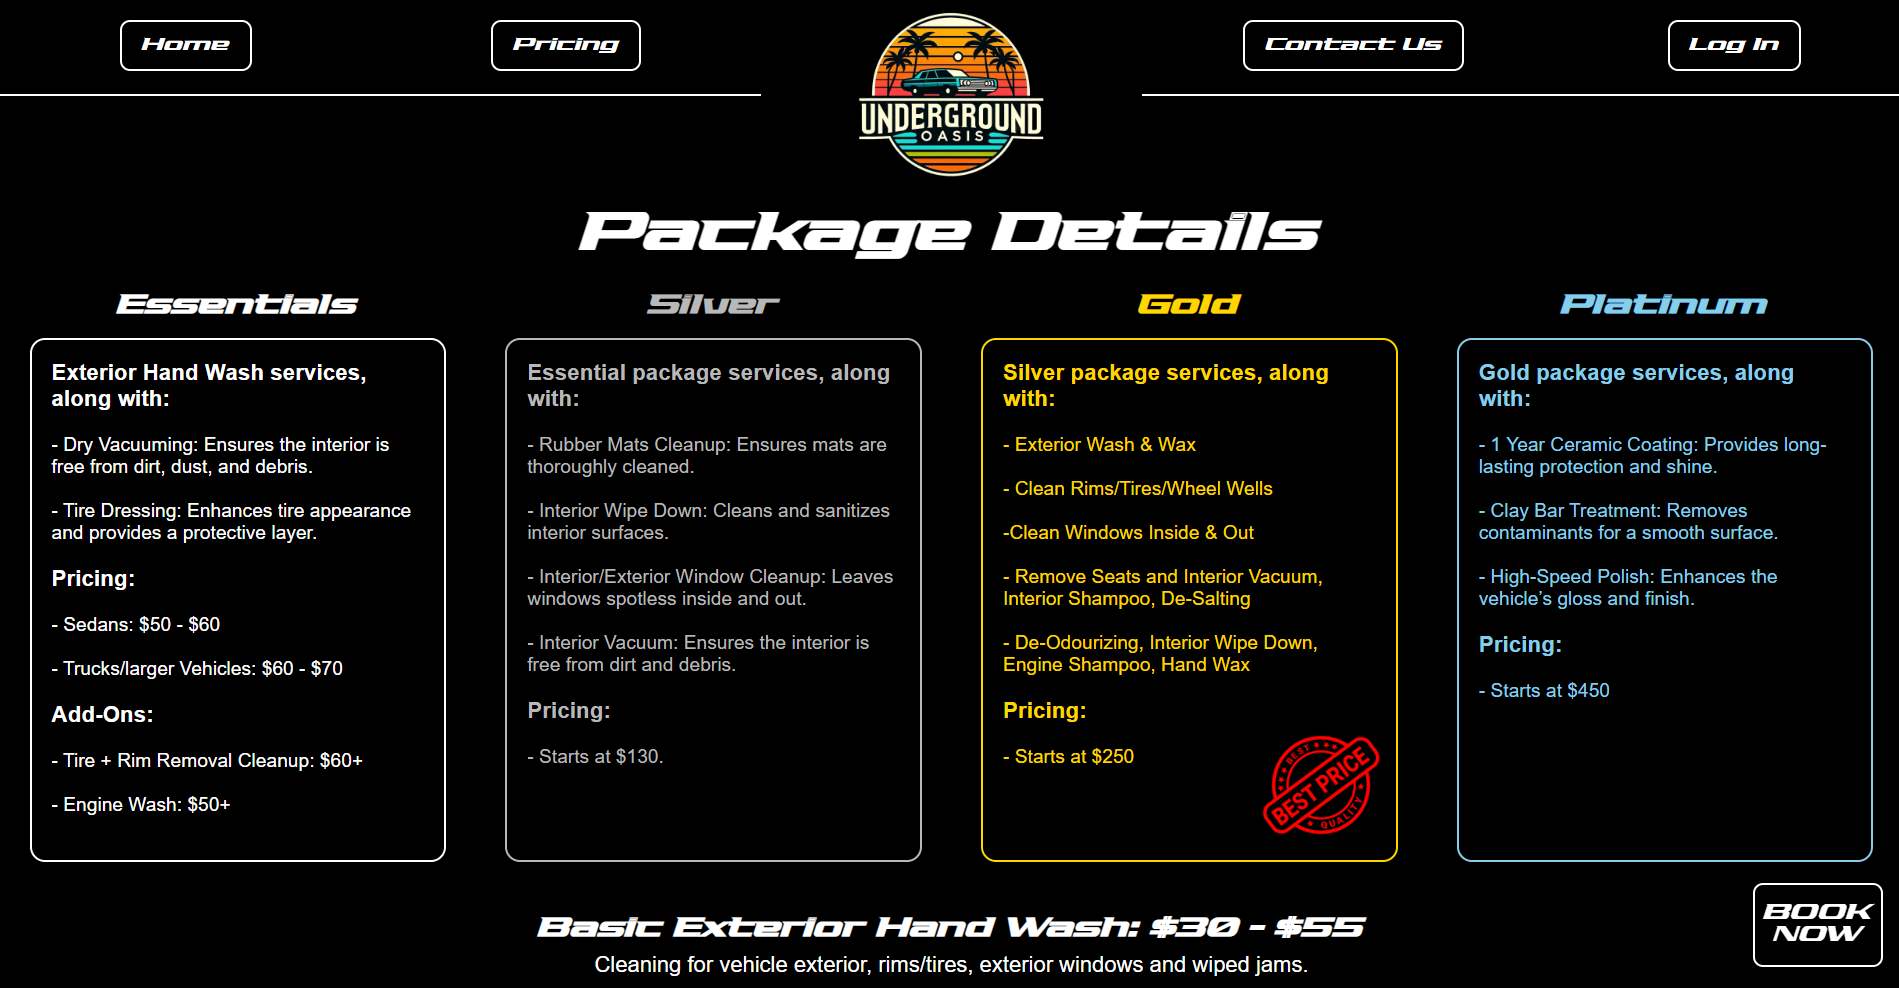 Home
Pricing
UNDERGROUND
OASIS
Contact Us
Log In
Package Details
Essentials
Exterior Hand Wash services,
along with:
- Dry Vacuuming: Ensures the interior is
free from dirt, dust, and debris.
- Tire Dressing: Enhances tire appearance
and provides a protective layer.
Pricing:
- Sedans: $50 - $60
- Trucks/larger Vehicles: $60 - $70
Add-Ons:
- Tire + Rim Removal Cleanup: $60+
- Engine Wash: $50+
Silver
Essential package services, along
with:
- Rubber Mats Cleanup: Ensures mats are
thoroughly cleaned.
- Interior Wipe Down: Cleans and sanitizes
interior surfaces.
- Interior/Exterior Window Cleanup: Leaves
windows spotless inside and out.
- Interior Vacuum: Ensures the interior is
free from dirt and debris.
Pricing:
- Starts at $130.
Gold
Silver package services, along
with:
- Exterior Wash & Wax
- Clean Rims/Tires/Wheel Wells
-Clean Windows Inside & Out
- Remove Seats and Interior Vacuum,
Interior Shampoo, De-Salting
- De-Odourizing, Interior Wipe Down,
Engine Shampoo, Hand Wax
Pricing:
- Starts at $250
BEST
BEST PRICE
QUALITY
Platinum
Gold package services, along
with:
- 1 Year Ceramic Coating: Provides long-
lasting protection and shine.
- Clay Bar Treatment: Removes
contaminants for a smooth surface.
- High-Speed Polish: Enhances the
vehicle’s gloss and finish.
Pricing:
- Starts at $450
Basic Exterior Hand Wash: $30 - $55
Cleaning for vehicle exterior, rims/tires, exterior windows and wiped jams.
BOOK
NOW